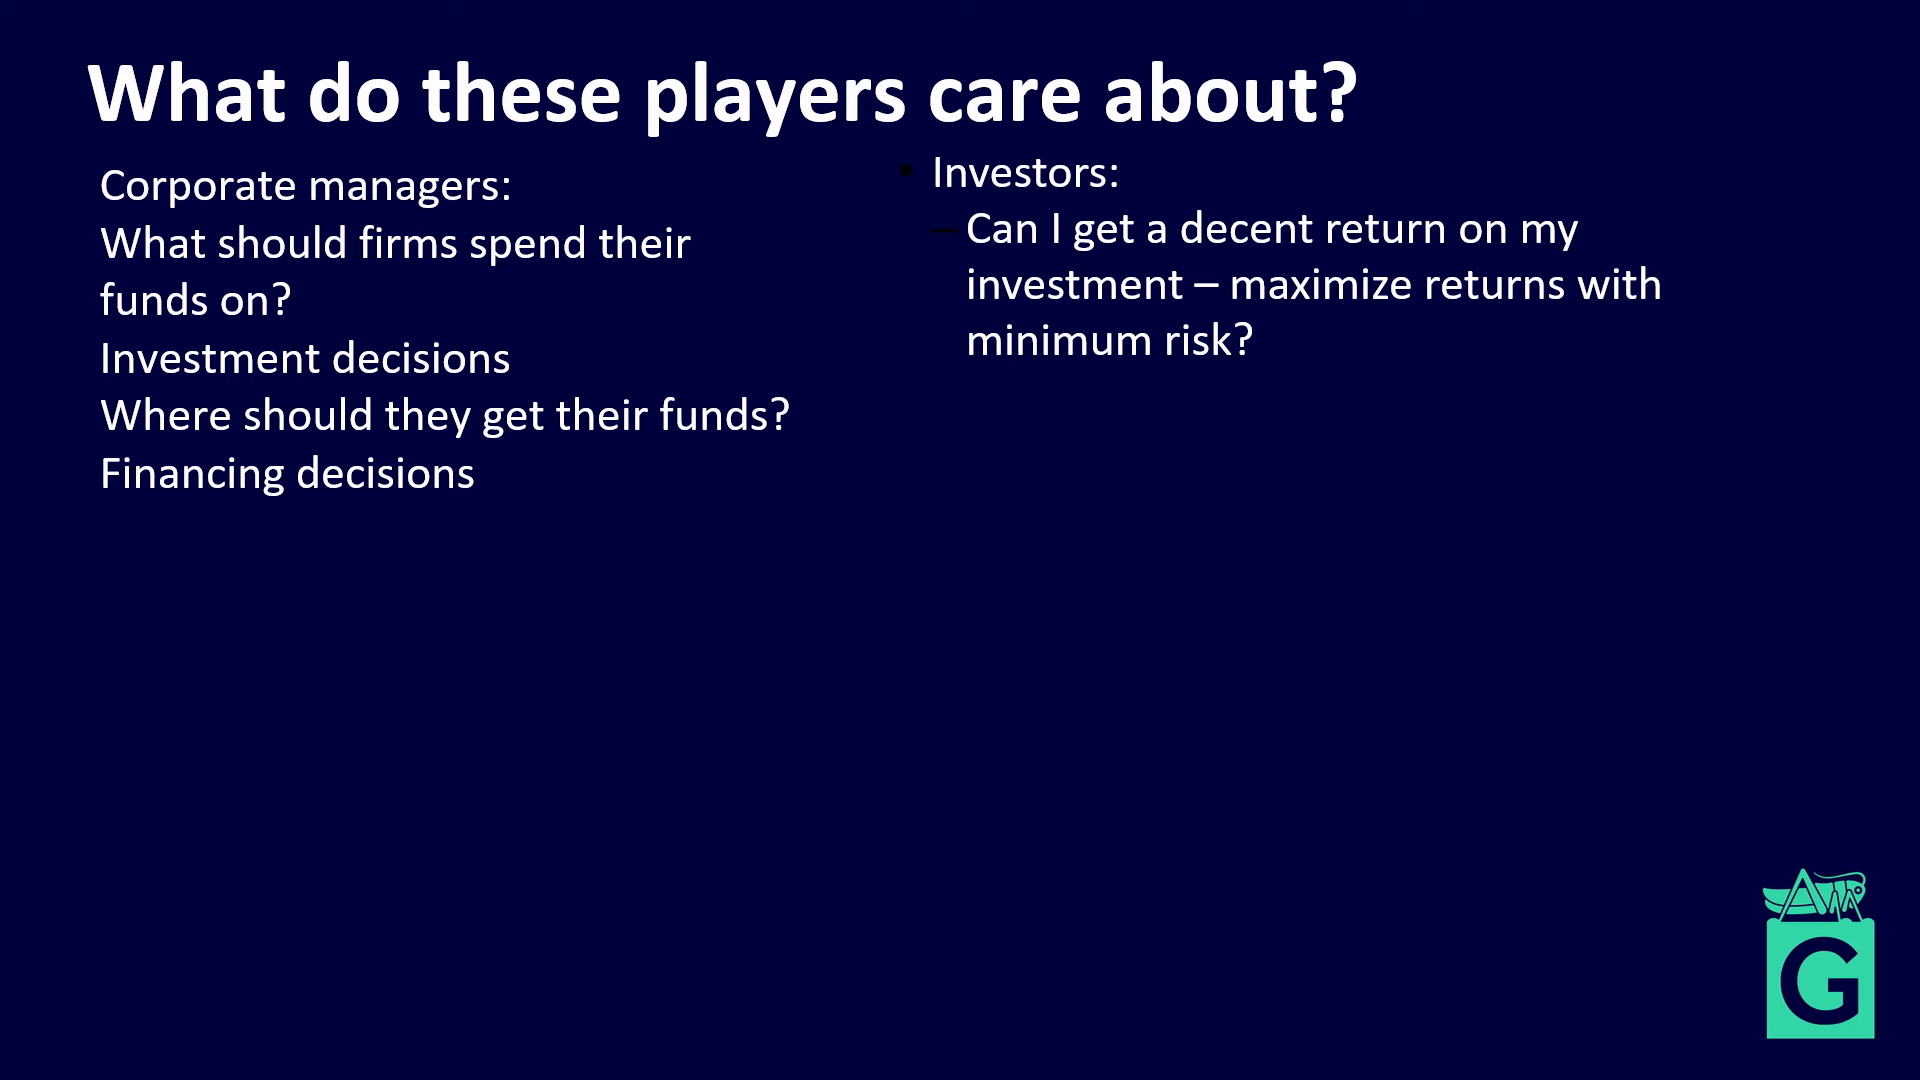 What do these players care about?
Corporate managers:
What should firms spend their
funds on?
Investment decisions
Where should they get their funds?
Financing decisions
• Investors:
– Can I get a decent return on my
investment – maximize returns with
minimum risk?
G